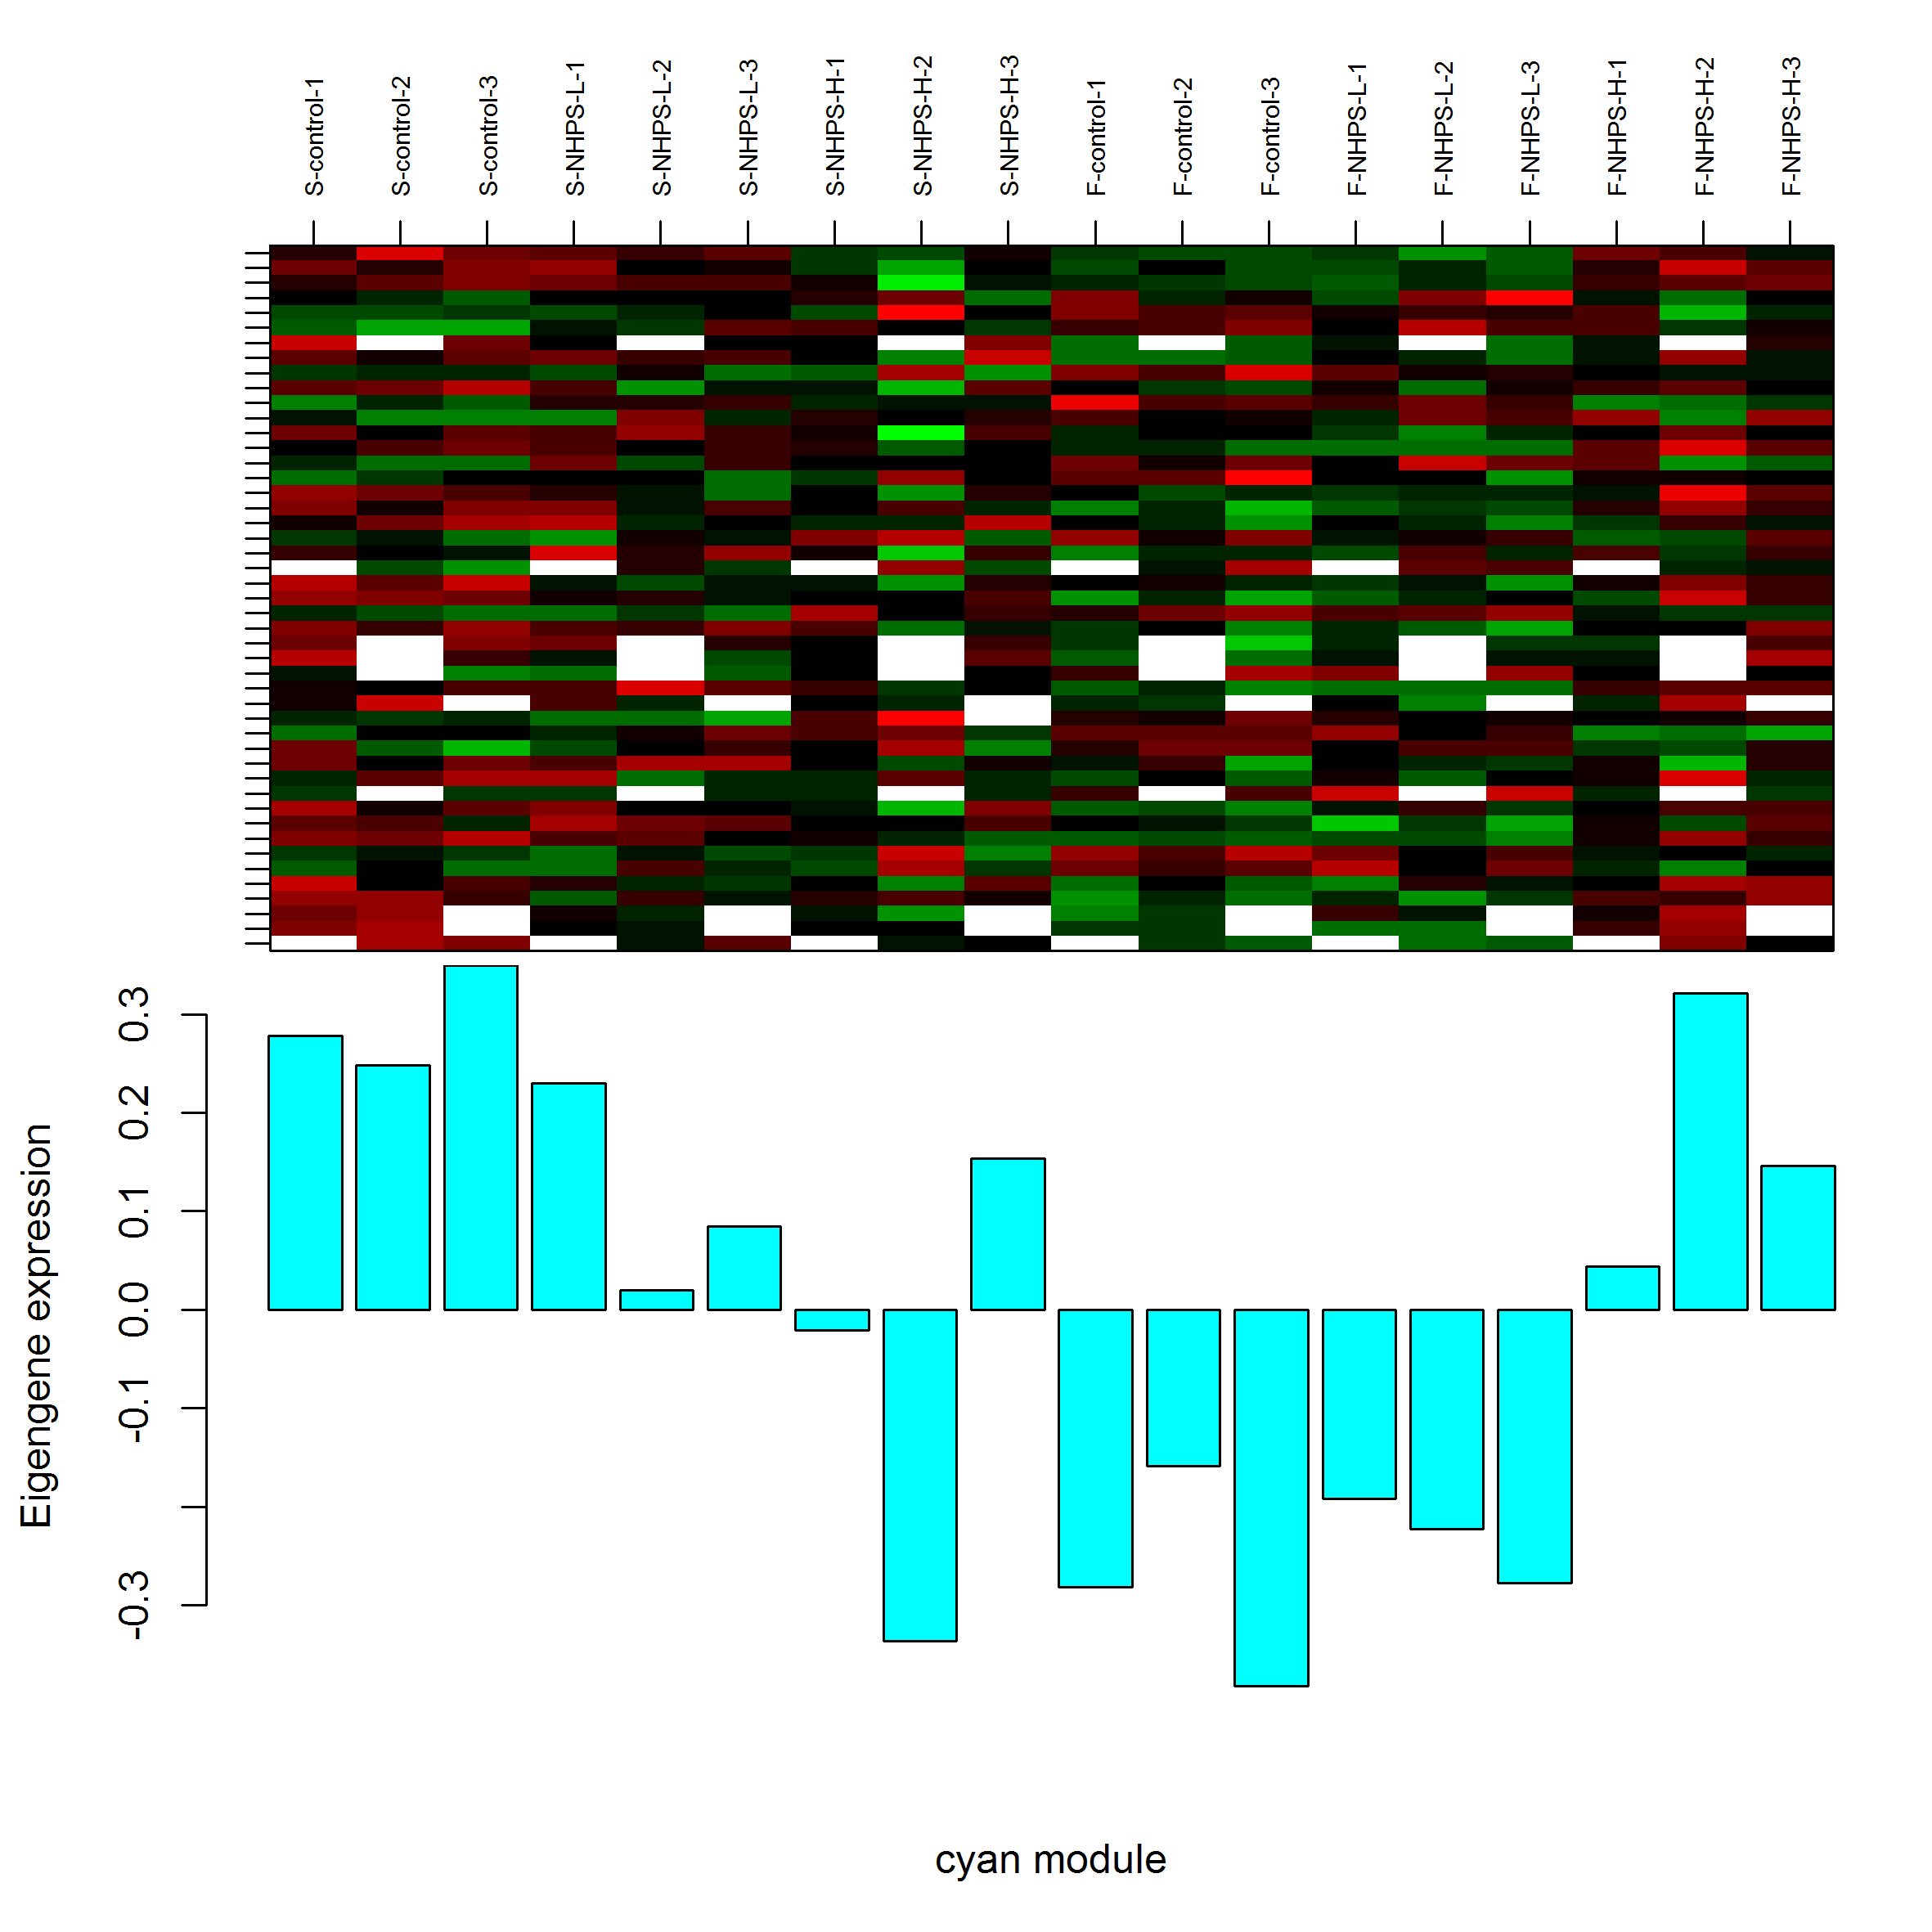 S-control-1
S-control-2
S-control-3
S-NHPS-L-1
S-NHPS-L-2
S-NHPS-L-3
S-NHPS-H-1
S-NHPS-H-2
S-NHPS-H-3
F-control-1
F-control-2
F-control-3
F-NHPS-L-1
F-NHPS-L-2
F-NHPS-L-3
F-NHPS-H-1
F-NHPS-H-2
F-NHPS-H-3
Eigengene expression
0.3
0.2
0.1
0.0
-0.1
-0.3
cyan module